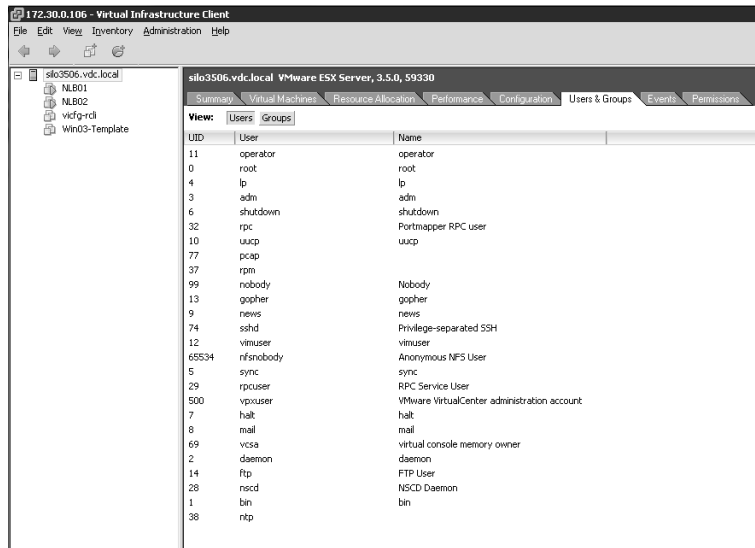 172.30.0.106 - Virtual Infrastructure Client
File Edit View Inventory Administration Help
silo3506.vdc.local
NLB01
NLB02
vicfg-rcli
Win03-Template
silo3506.vdc.local VMware ESX Server, 3.5.0, 59330
Summary Virtual Machines Resource Allocation Performance Configuration Users & Groups Events Permissions
View: Users Groups
UID User Name
11 operator operator
0 root root
4 lp lp
3 adm adm
6 shutdown shutdown
32 rpc Portmapper RPC user
10 uucp uucp
77 pcap
37 rpm
99 nobody Nobody
13 gopher gopher
9 news news
74 sshd Privilege-separated SSH
12 vimuser vimuser
65534 nfsnobody Anonymous NFS User
5 sync sync
29 rpcuser RPC Service User
500 vpxuser VMware VirtualCenter administration account
7 halt halt
8 mail mail
69 vcsa virtual console memory owner
2 daemon daemon
14 ftp FTP User
28 nscd NSCD Daemon
1 bin bin
38 ntp